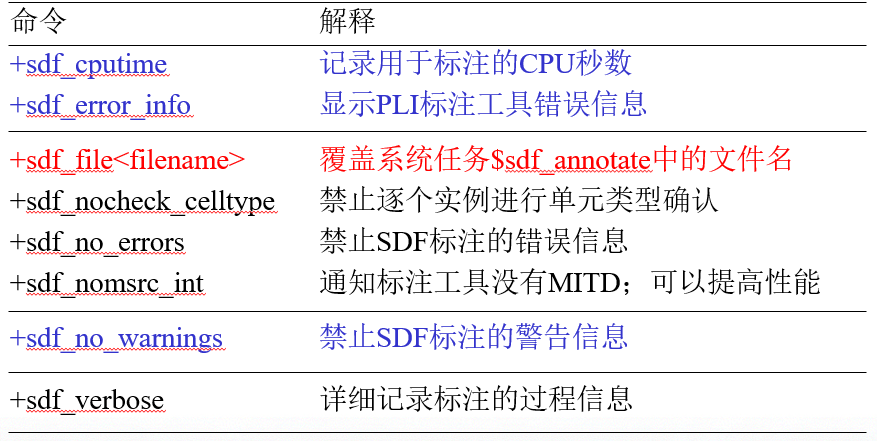 命令 解释
+sdf_cputime 记录用于标注的CPU秒数
+sdf_error_info 显示PLI标注工具错误信息
+sdf_file<filename> 覆盖系统任务$sdf_annotate中的文件名
+sdf_nocheck_celltype 禁止逐个实例进行单元类型确认
+sdf_no_errors 禁止SDF标注的错误信息
+sdf_nomsrc_int 通知标注工具没有MITD；可以提高性能
+sdf_no_warnings 禁止SDF标注的警告信息
+sdf_verbose 详细记录标注的过程信息